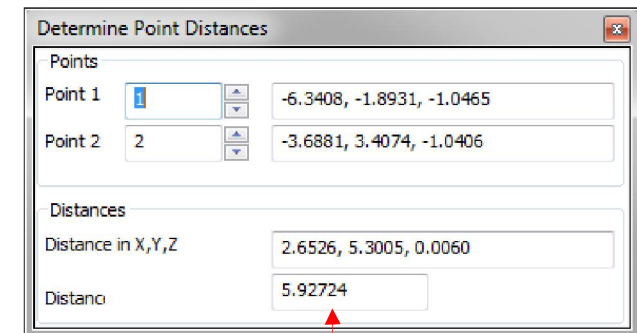 Determine Point Distances
Points
Point 1 1 -6.3408, -1.8931, -1.0465
Point 2 2 -3.6881, 3.4074, -1.0406
Distances
Distance in X,Y,Z 2.6526, 5.3005, 0.0060
Distanc 5.92724